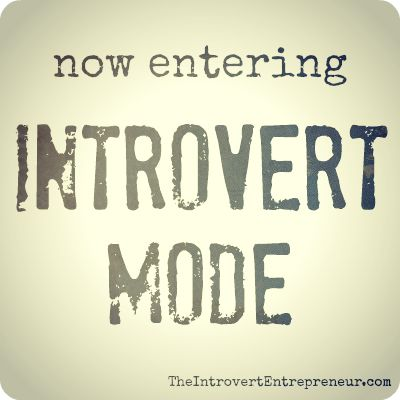 now entering
INTROVERT
MODE
TheIntrovertEntrepreneur.com